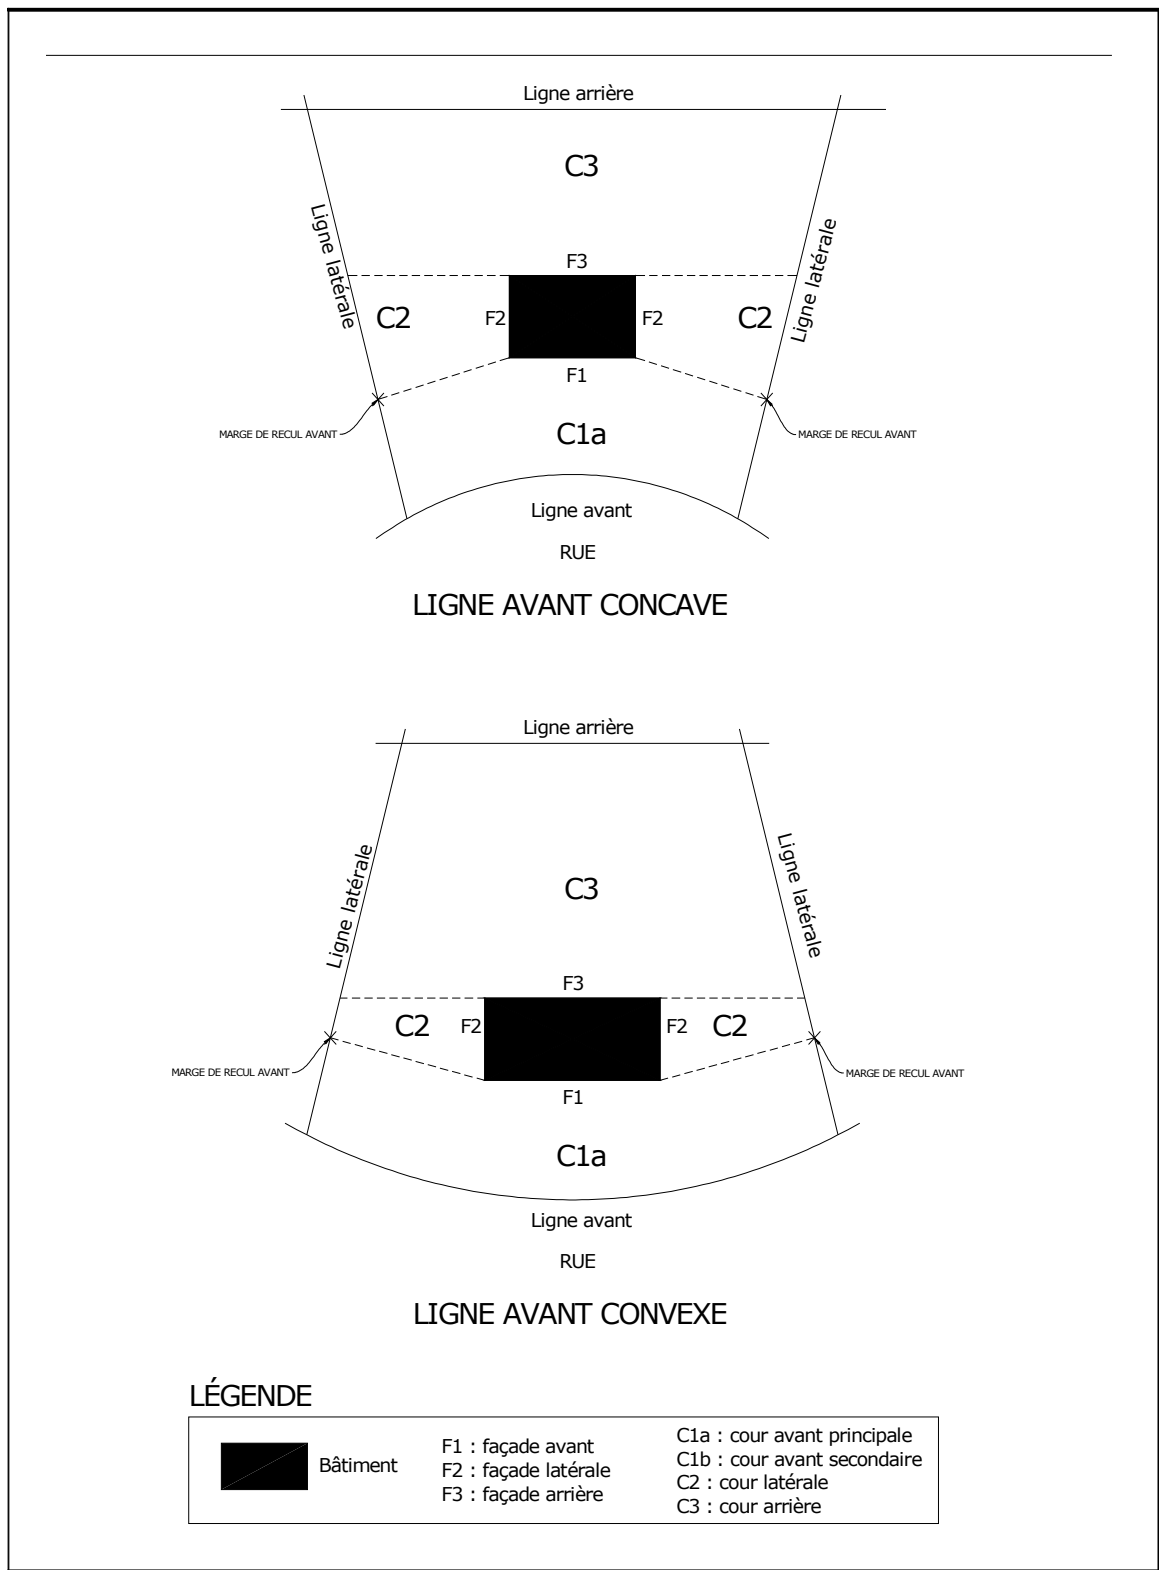 Ligne arrière
C3
Ligne latérale
Ligne latérale
F3
C2
F2
F2
C2
F1
MARGE DE RECUL AVANT
C1a
MARGE DE RECUL AVANT
Ligne avant
RUE
LIGNE AVANT CONCAVE
Ligne arrière
Ligne latérale
Ligne latérale
C3
F3
C2
F2
F2
C2
MARGE DE RECUL AVANT
MARGE DE RECUL AVANT
F1
C1a
Ligne avant
RUE
LIGNE AVANT CONVEXE
LÉGENDE
Bâtiment
F1 : façade avant
F2 : façade latérale
F3 : façade arrière
C1a : cour avant principale
C1b : cour avant secondaire
C2 : cour latérale
C3 : cour arrière